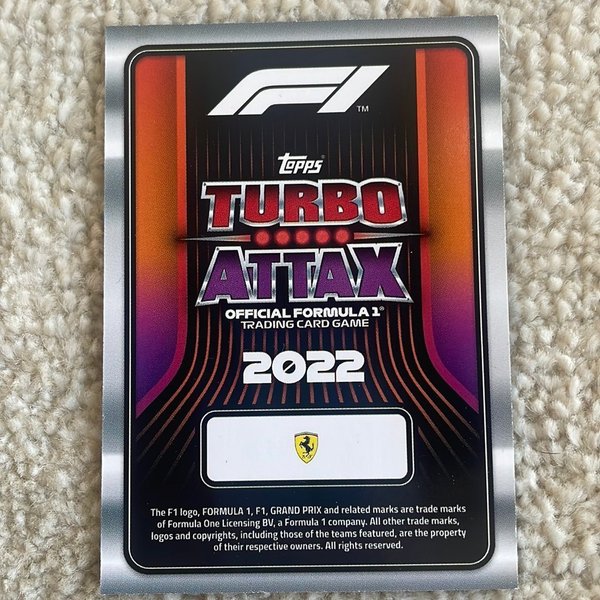 F1 TM
Topps
TURBO
ATTAX
OFFICIAL FORMULA 1®
TRADING CARD GAME
2022
The F1 logo, FORMULA 1, F1, GRAND PRIX and related marks are trade marks
of Formula One Licensing BV, a Formula 1 company. All other trade marks,
logos and copyrights, including those of the teams featured, are the property
of their respective owners. All rights reserved.